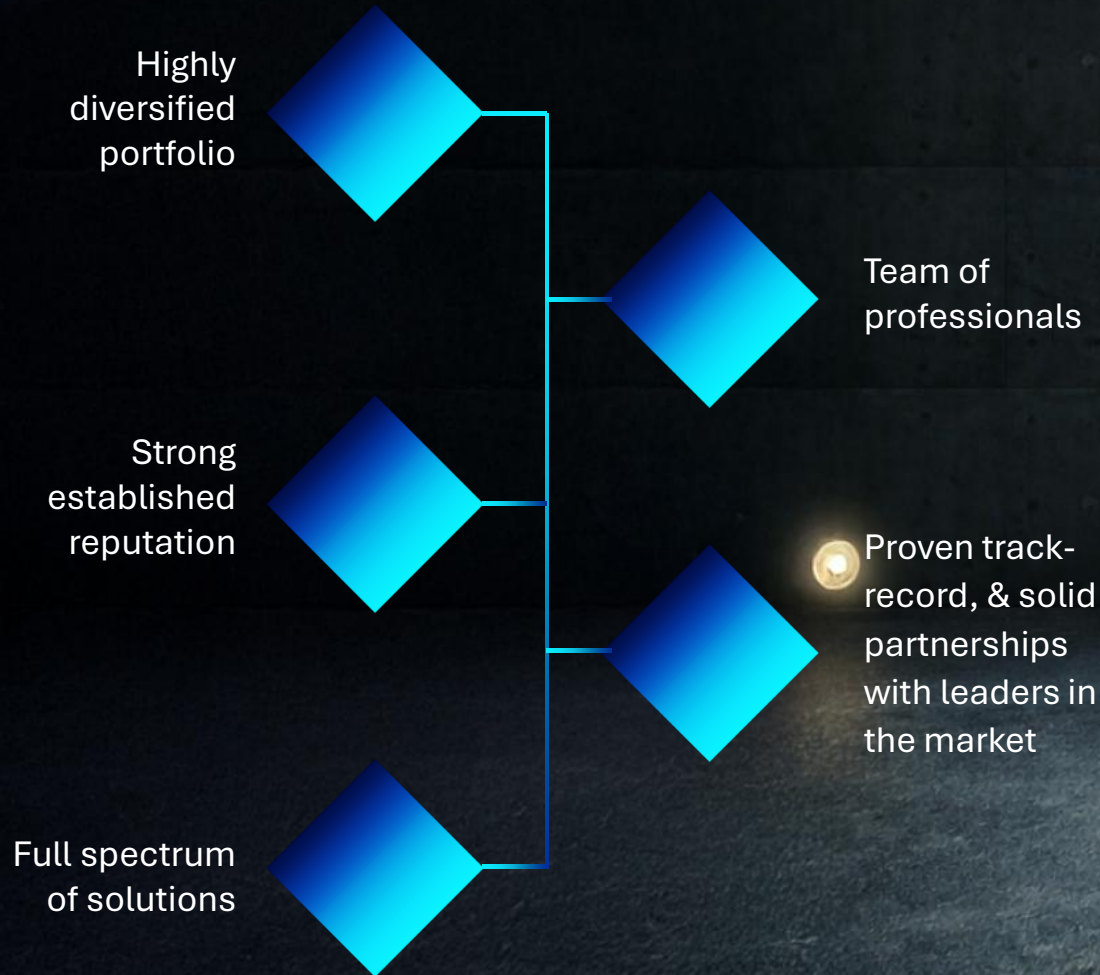 Highly
diversified
portfolio
Team of
professionals
Strong
established
reputation
Proven track-
record, & solid
partnerships
with leaders in
the market
Full spectrum
of solutions